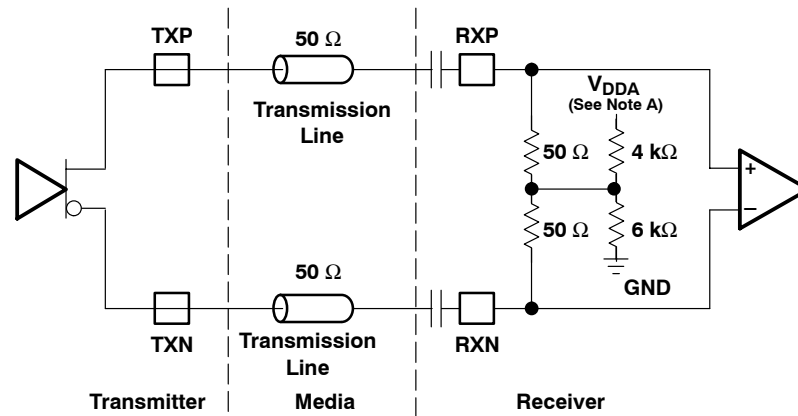 TXP
50 Ω
RXP
Transmission
Line
VDDA
(See Note A)
50 Ω
4 kΩ
+
−
50 Ω
6 kΩ
GND
50 Ω
TXN
Transmission
Line
RXN
Transmitter
Media
Receiver